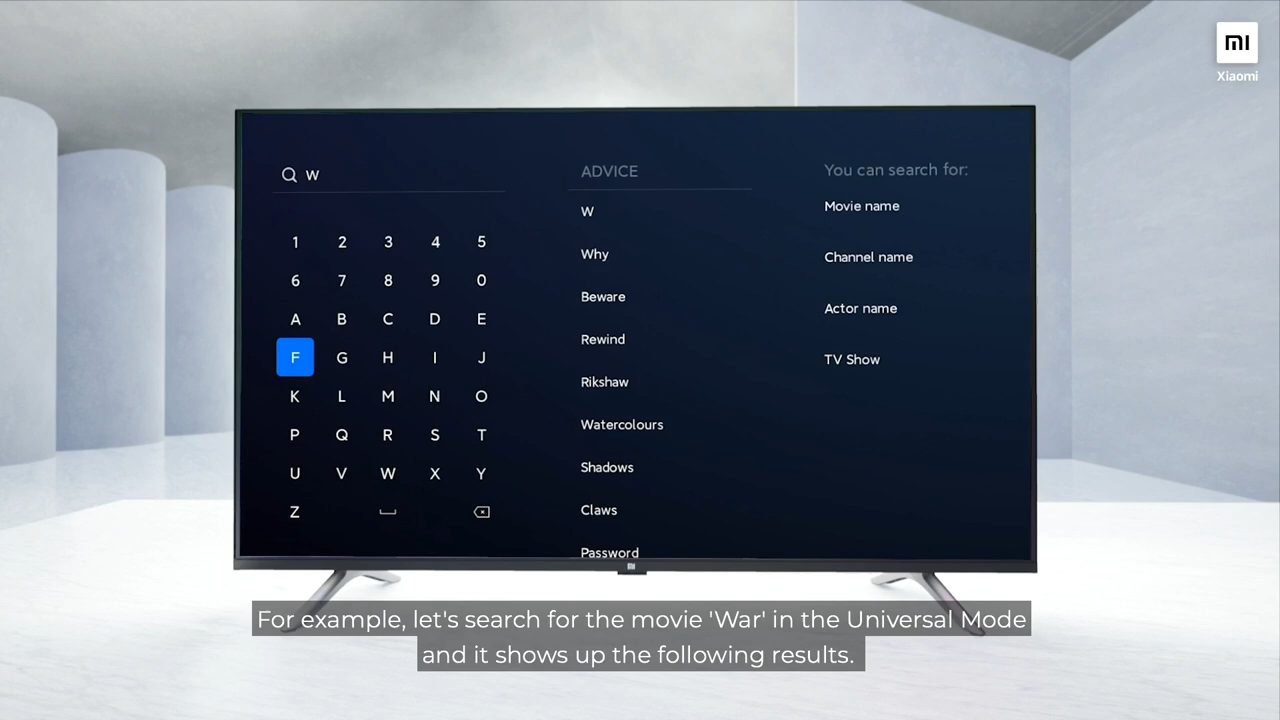 mi
Xiaomi
W
1 2 3 4 5
6 7 8 9 0
A B C D E
F G H I J
K L M N O
P Q R S T
U V W X Y
Z
ADVICE
W
Why
Beware
Rewind
Rikshaw
Watercolours
Shadows
Claws
Password
You can search for:
Movie name
Channel name
Actor name
TV Show
mi
For example, let's search for the movie 'War' in the Universal Mode
and it shows up the following results.